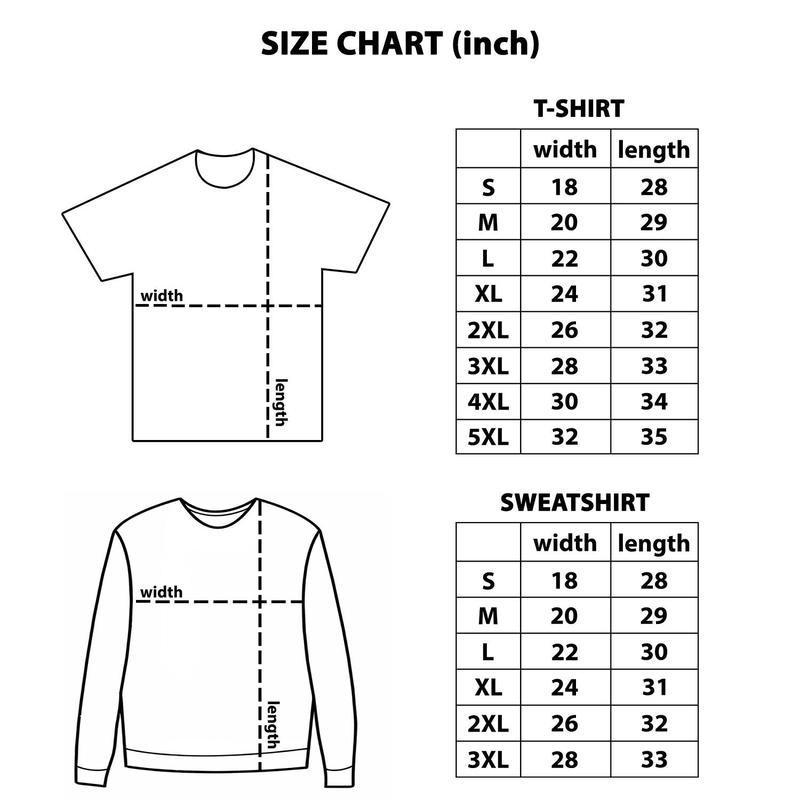 SIZE CHART (inch)
T-SHIRT
width length
S 18 28
M 20 29
L 22 30
XL 24 31
2XL 26 32
3XL 28 33
4XL 30 34
5XL 32 35
width
length
SWEATSHIRT
width length
S 18 28
M 20 29
L 22 30
XL 24 31
2XL 26 32
3XL 28 33
width
length